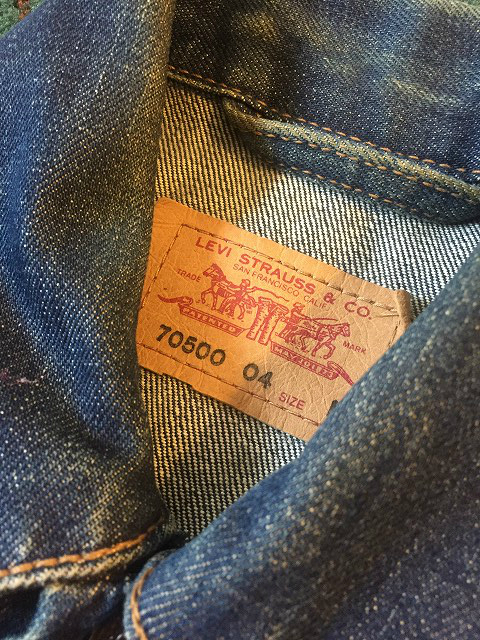 LEVI STRAUSS & CO.
SAN FRANCISCO CALIF.
TRADE MARK
70500 04 SIZE